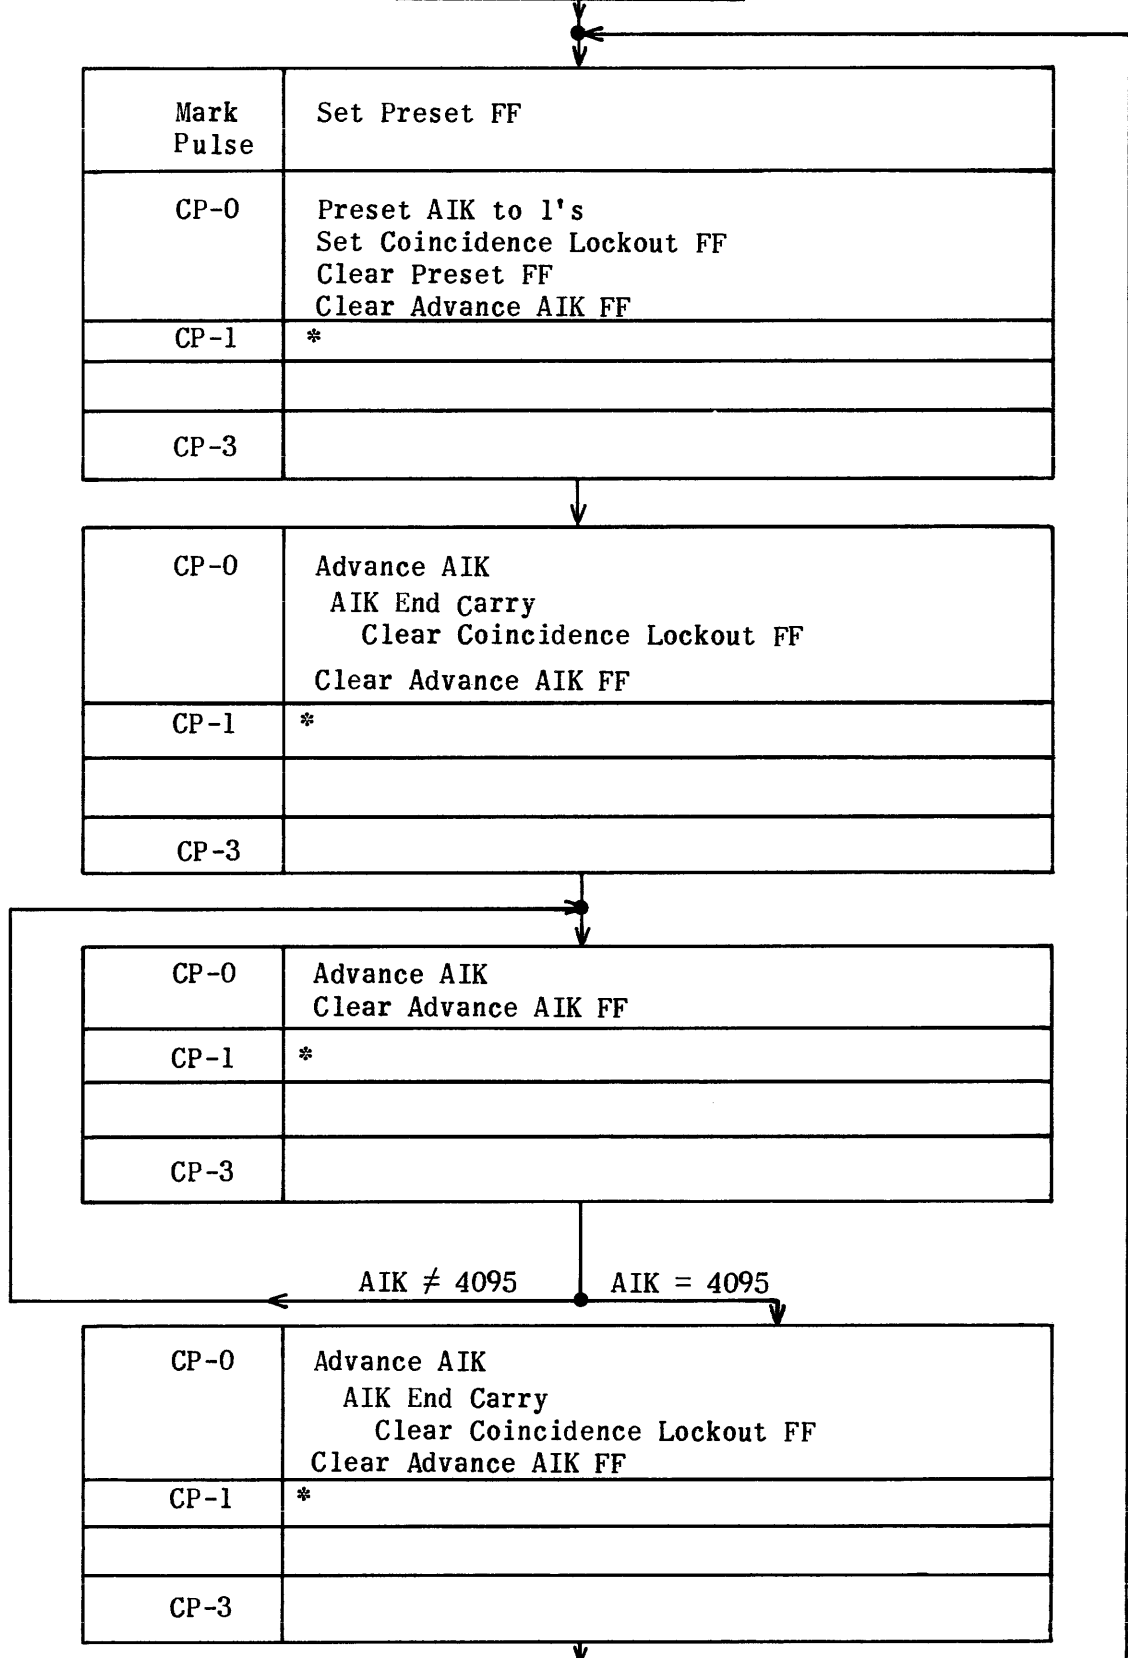 Mark
Pulse
Set Preset FF
CP-0
Preset AIK to 1's
Set Coincidence Lockout FF
Clear Preset FF
Clear Advance AIK FF
CP-1
*
CP-3
CP-0
Advance AIK
AIK End Carry
Clear Coincidence Lockout FF
Clear Advance AIK FF
CP-1
*
CP-3
CP-0
Advance AIK
Clear Advance AIK FF
CP-1
*
CP-3
AIK ≠ 4095
AIK = 4095
CP-0
Advance AIK
AIK End Carry
Clear Coincidence Lockout FF
Clear Advance AIK FF
CP-1
*
CP-3